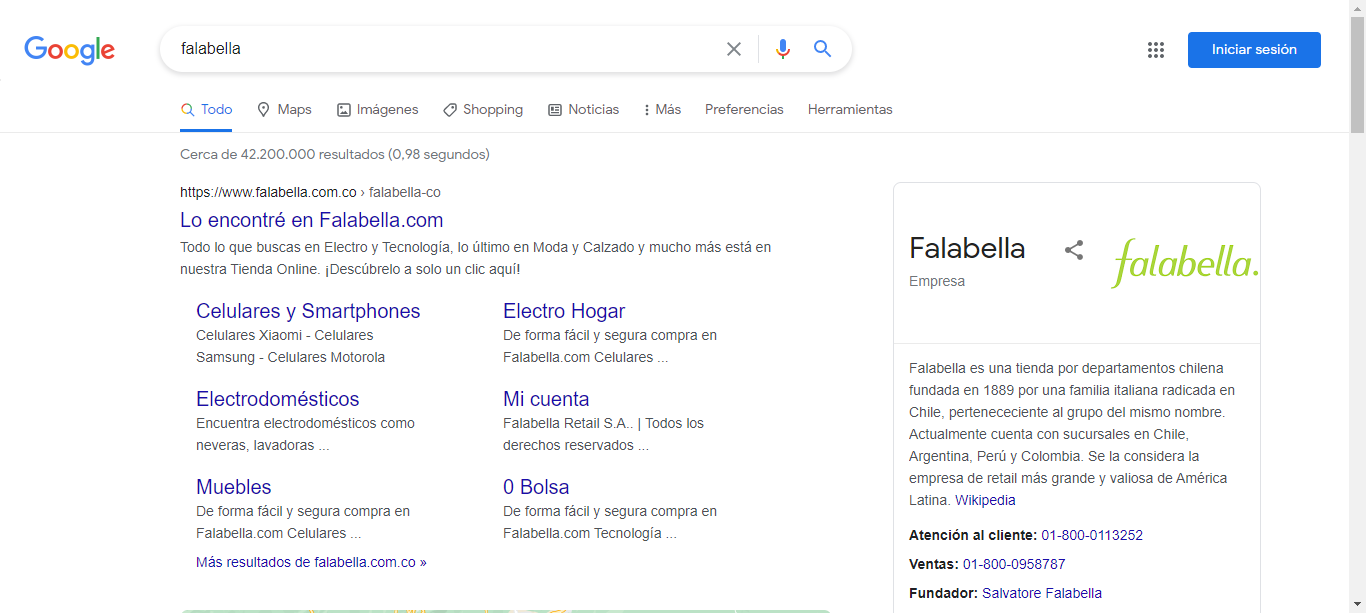 Google
falabella
Iniciar sesión
Todo
Maps
Imágenes
Shopping
Noticias
Más
Preferencias
Herramientas
Cerca de 42.200.000 resultados (0,98 segundos)
https://www.falabella.com.co › falabella-co
Lo encontré en Falabella.com
Todo lo que buscas en Electro y Tecnología, lo último en Moda y Calzado y mucho más está en
nuestra Tienda Online. ¡Descúbrelo a solo un clic aquí!
Celulares y Smartphones
Celulares Xiaomi - Celulares
Samsung - Celulares Motorola
Electro Hogar
De forma fácil y segura compra en
Falabella.com Celulares ...
Electrodomésticos
Encuentra electrodomésticos como
neveras, lavadoras ...
Mi cuenta
Falabella Retail S.A.. | Todos los
derechos reservados ...
Muebles
De forma fácil y segura compra en
Falabella.com Celulares ...
0 Bolsa
De forma fácil y segura compra en
Falabella.com Tecnología ...
Más resultados de falabella.com.co »
Falabella
Empresa
falabella.
Falabella es una tienda por departamentos chilena
fundada en 1889 por una familia italiana radicada en
Chile, pertenececiente al grupo del mismo nombre.
Actualmente cuenta con sucursales en Chile,
Argentina, Perú y Colombia. Se la considera la
empresa de retail más grande y valiosa de América
Latina. Wikipedia
Atención al cliente: 01-800-0113252
Ventas: 01-800-0958787
Fundador: Salvatore Falabella